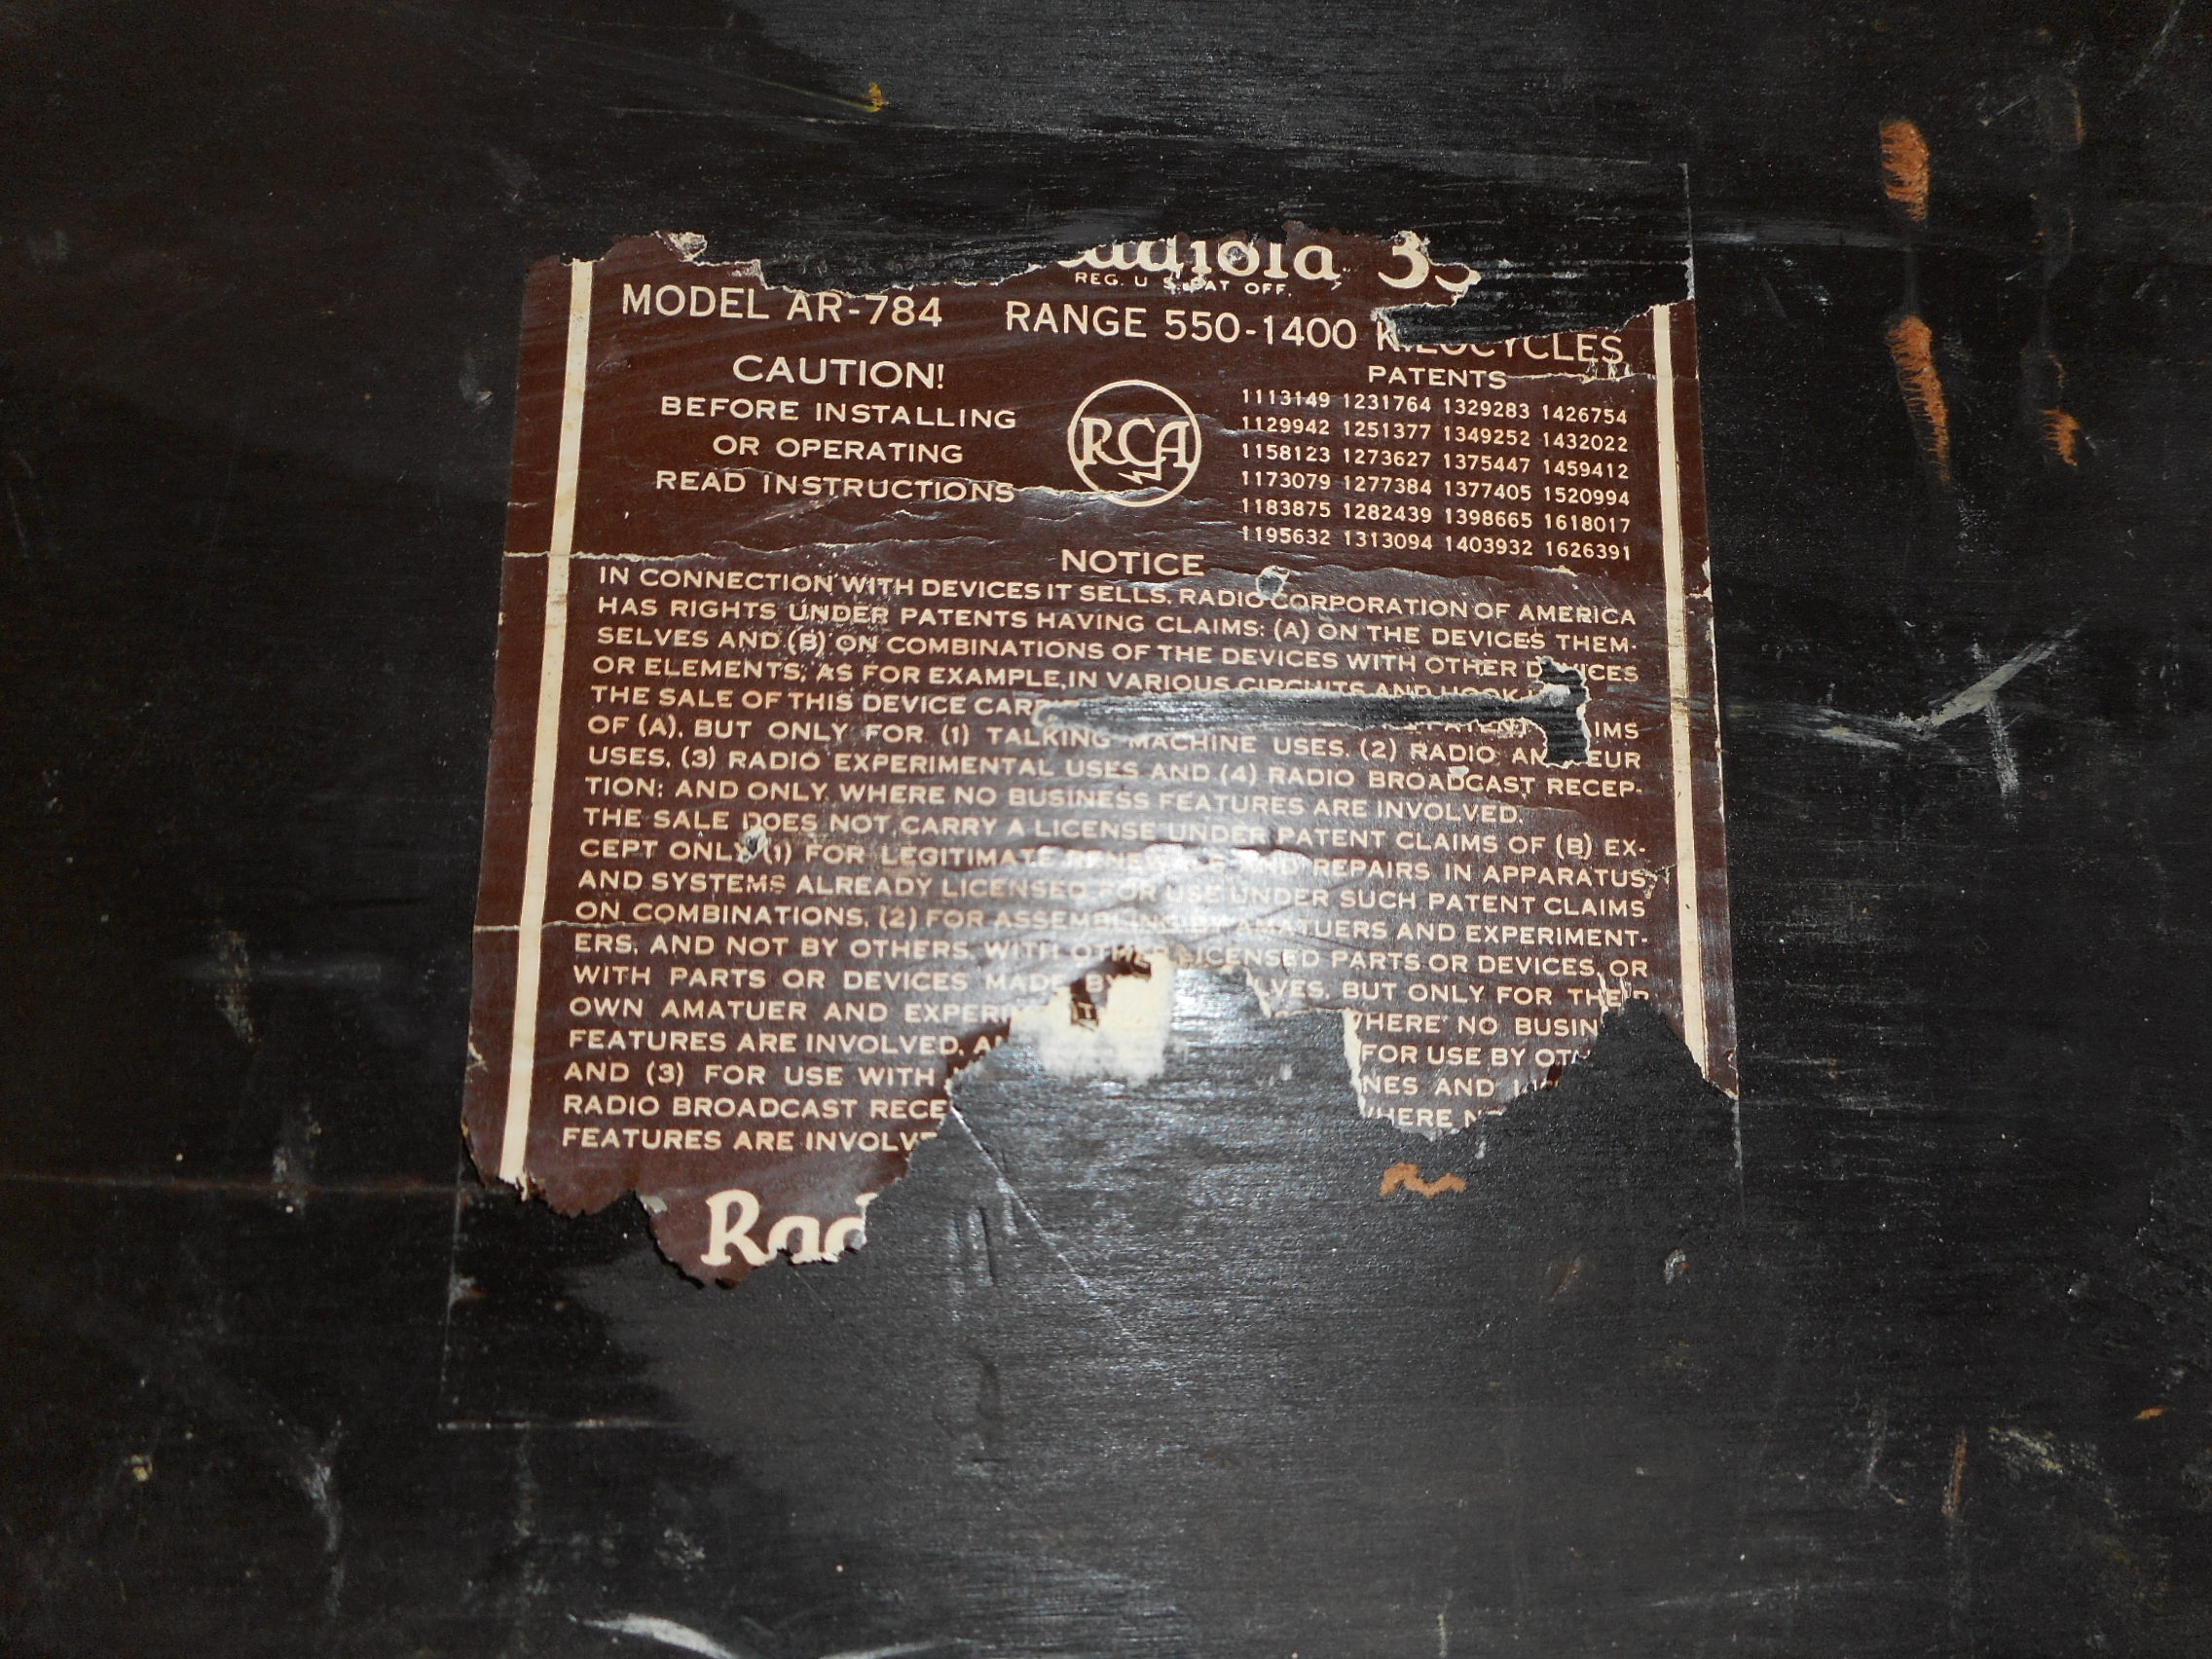 Radiola 33
REG. U.S. PAT. OFF.
MODEL AR-784 RANGE 550-1400 KILOCYCLES
CAUTION!
BEFORE INSTALLING
OR OPERATING
READ INSTRUCTIONS
RCA
PATENTS
1113149 1231764 1329283 1426754
1129942 1251377 1349252 1432022
1158123 1273627 1375447 1459412
1173079 1277384 1377405 1520994
1183875 1282439 1398665 1618017
1195632 1313094 1403932 1626391
NOTICE
IN CONNECTION WITH DEVICES IT SELLS, RADIO CORPORATION OF AMERICA
HAS RIGHTS UNDER PATENTS HAVING CLAIMS: (A) ON THE DEVICES THEM-
SELVES AND (B) ON COMBINATIONS OF THE DEVICES WITH OTHER DEVICES
OR ELEMENTS, AS FOR EXAMPLE, IN VARIOUS CIRCUITS AND
THE SALE OF THIS DEVICE PATENT CLAIMS
OF (A), BUT ONLY FOR (1) TALKING MACHINE USES, (2) RADIO AMATEUR
USES, (3) RADIO EXPERIMENTAL USES AND (4) RADIO BROADCAST RECEP-
TION; AND ONLY WHERE NO BUSINESS FEATURES ARE INVOLVED.
THE SALE DOES NOT CARRY A LICENSE UNDER PATENT CLAIMS OF (B) EX-
CEPT ONLY (1) FOR LEGITIMATE RENEWALS AND REPAIRS IN APPARATUS
AND SYSTEMS ALREADY LICENSED FOR USE UNDER SUCH PATENT CLAIMS
ON COMBINATIONS, (2) FOR ASSEMBLING BY AMATUERS AND EXPERIMENT-
ERS, AND NOT BY OTHERS, WITH OTHER LICENSED PARTS OR DEVICES, OR
WITH PARTS OR DEVICES MADE BY LVES, BUT ONLY FOR THEIR
OWN AMATUER AND EXPERI WHERE NO BUSIN
FEATURES ARE INVOLVED, FOR USE BY
AND (3) FOR USE WITH NES AND
RADIO BROADCAST RECE WHERE
FEATURES ARE INVOLVE
Rad